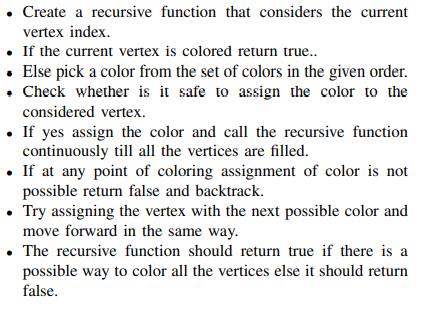 • Create a recursive function that considers the current
vertex index.
• If the current vertex is colored return true..
• Else pick a color from the set of colors in the given order.
• Check whether is it safe to assign the color to the
considered vertex.
• If yes assign the color and call the recursive function
continuously till all the vertices are filled.
• If at any point of coloring assignment of color is not
possible return false and backtrack.
• Try assigning the vertex with the next possible color and
move forward in the same way.
• The recursive function should return true if there is a
possible way to color all the vertices else it should return
false.